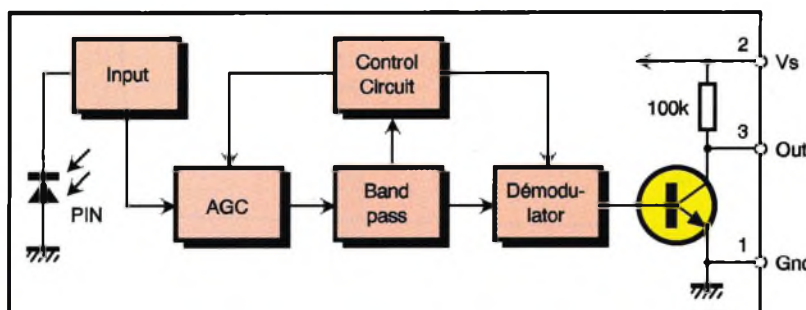 Input
Control
Circuit
2
Vs
100k
3
Out
PIN
AGC
Band
pass
Démodu-
lator
1
Gnd